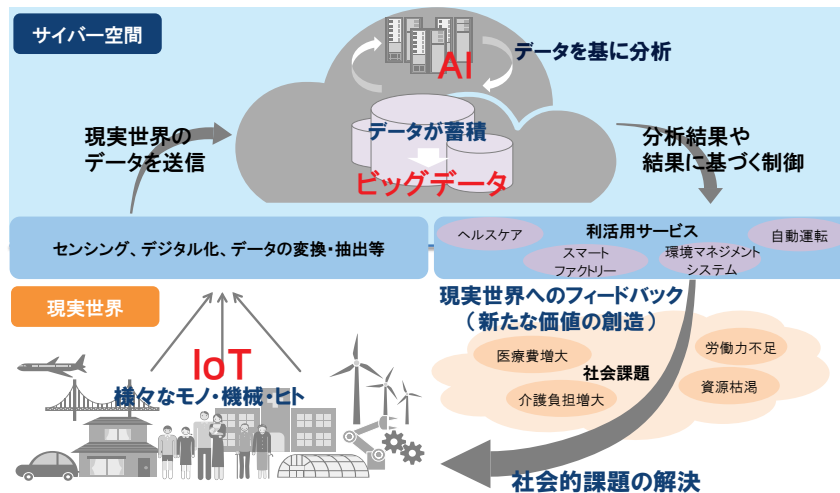 サイバー空間
データを基に分析
AI
データが蓄積
ビッグデータ
現実世界の
データを送信
分析結果や
結果に基づく制御
センシング、デジタル化、データの変換・抽出等
利活用サービス
ヘルスケア
スマート
ファクトリー
環境マネジメント
システム
自動運転
現実世界
IoT
様々なモノ・機械・ヒト
現実世界へのフィードバック
（新たな価値の創造）
医療費増大
労働力不足
社会課題
介護負担増大
資源枯渇
社会的課題の解決